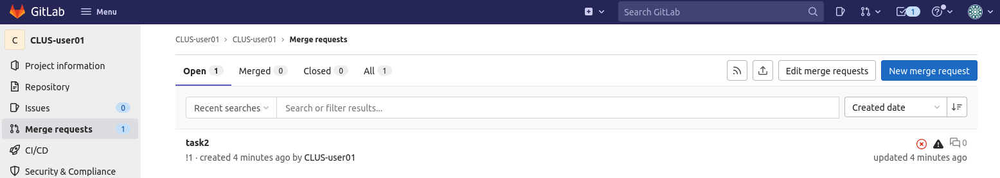 GitLab Menu Search GitLab 1
C CLUS-user01
Project information
Repository
Issues 0
Merge requests 1
CI/CD
Security & Compliance
CLUS-user01 > CLUS-user01 > Merge requests
Open 1 Merged 0 Closed 0 All 1 Edit merge requests New merge request
Recent searches Search or filter results... Created date
task2 0
!1 · created 4 minutes ago by CLUS-user01 updated 4 minutes ago